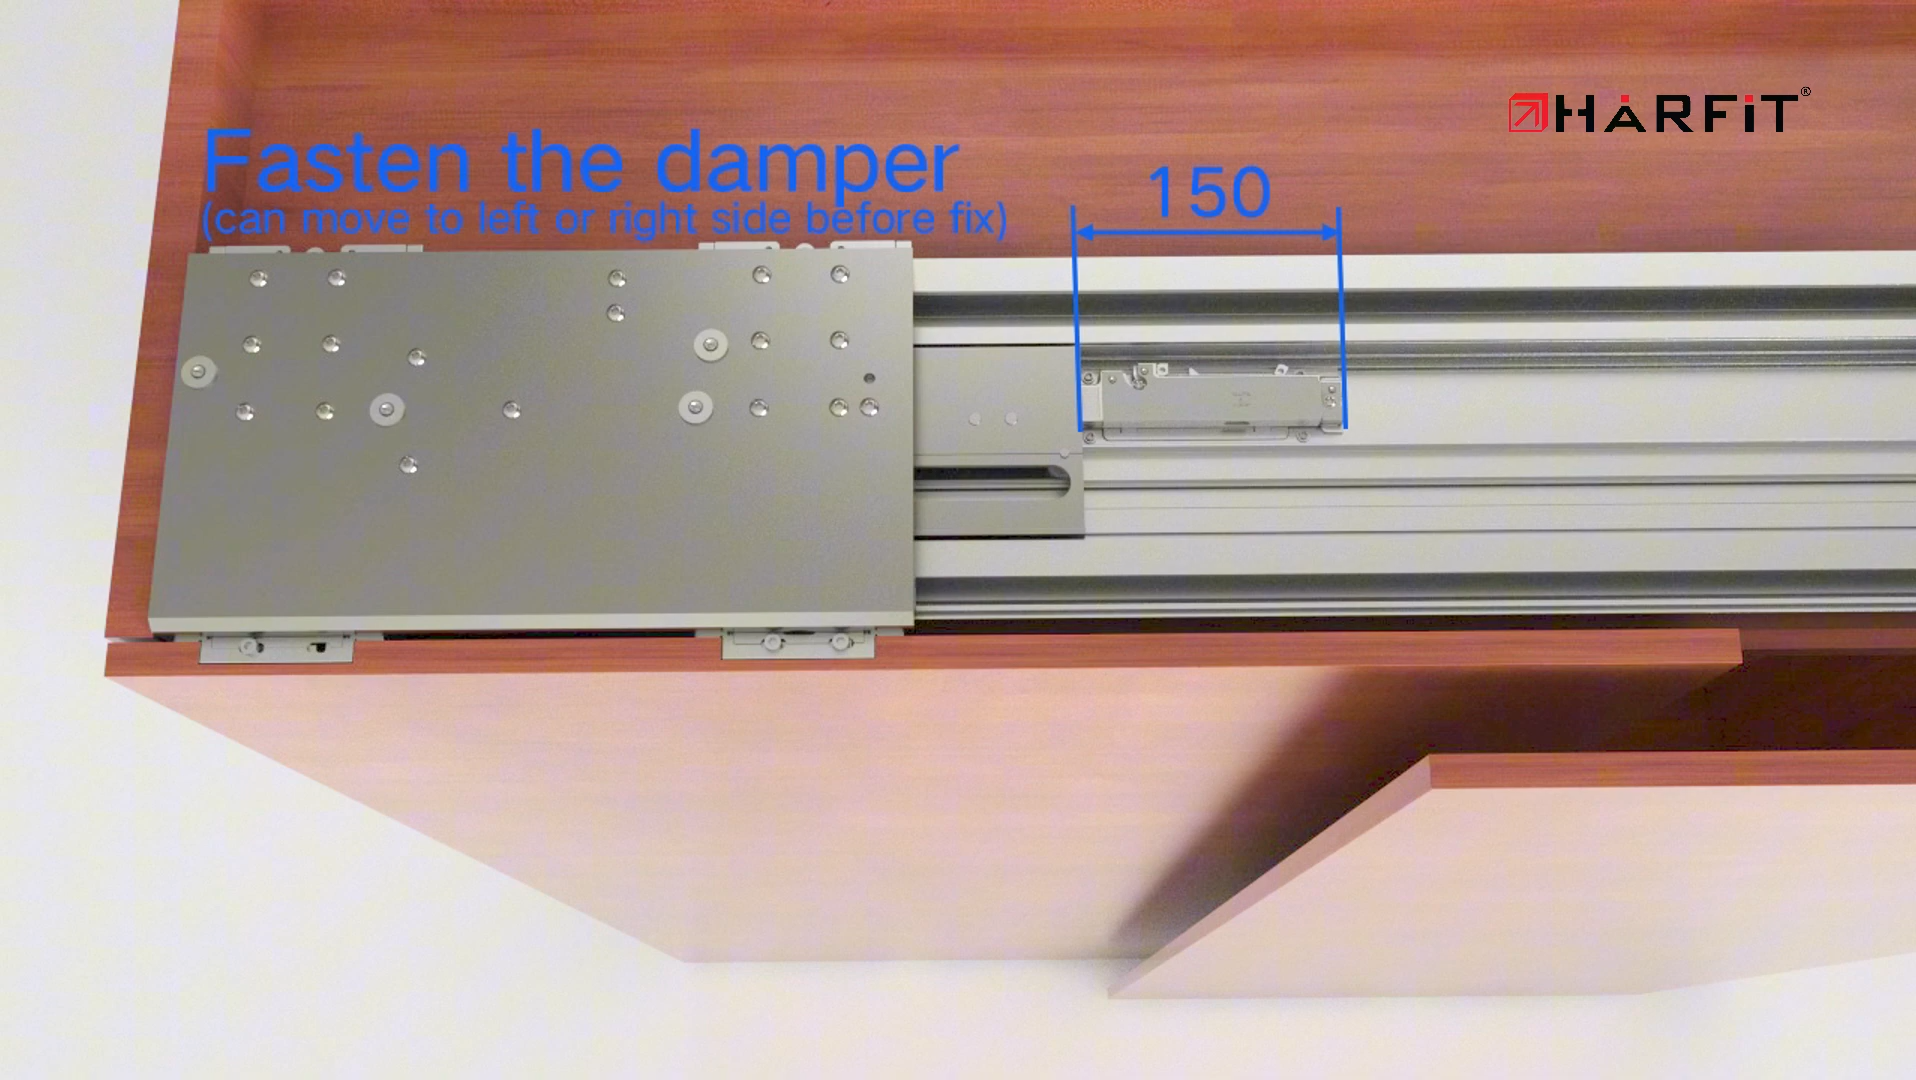 HARFiT®
Fasten the damper
(can move to left or right side before fix)
150